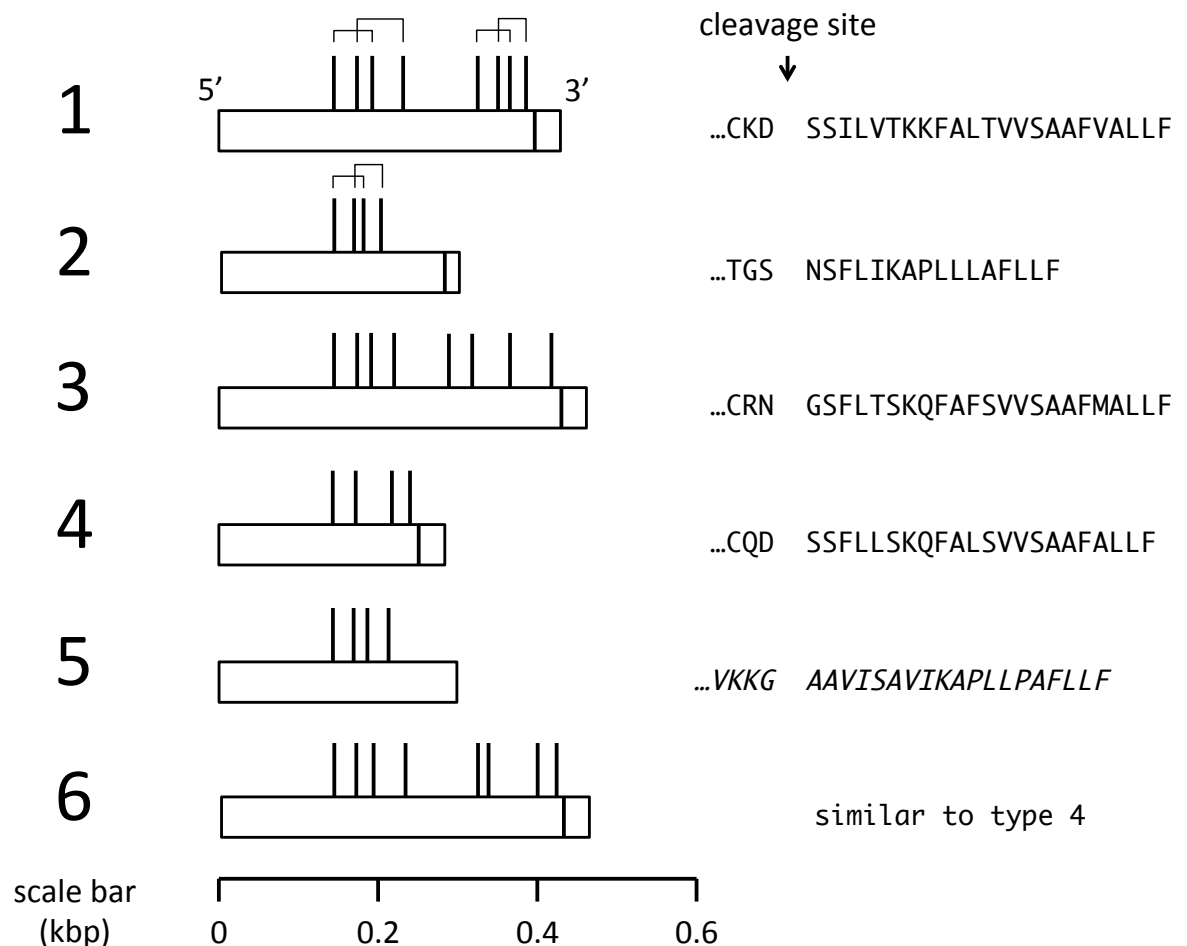 cleavage site
5’ 3’
1 …CKD SSILVTKKFALTVVSAAFVALLF
2 …TGS NSFLIKAPLLLAFLLF
3 …CRN GSFLTSKQFAFSVVSAAFMALLF
4 …CQD SSFLLSKQFALSVVSAAFALLF
5 …VKKG AAVISAVIKAPLLPAFLLF
6 similar to type 4
scale bar
(kbp) 0 0.2 0.4 0.6